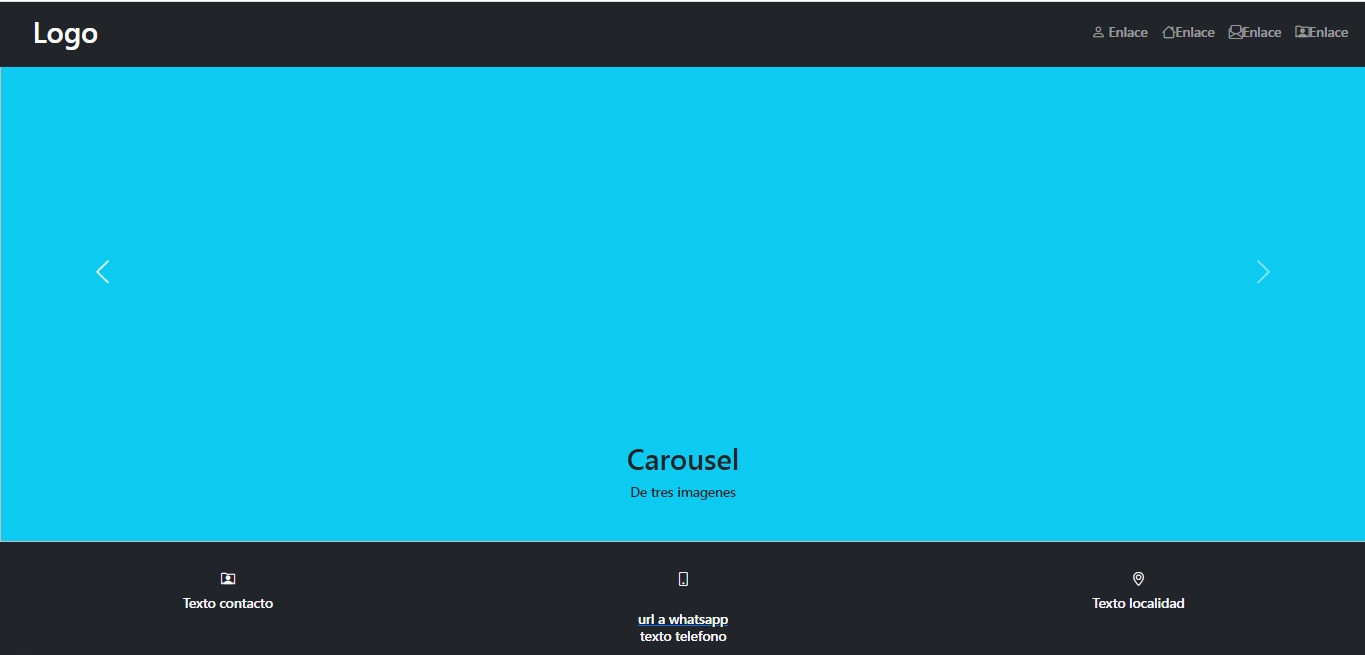 Logo
Enlace Enlace Enlace Enlace
Carousel
De tres imagenes
Texto contacto
url a whatsapp
texto telefono
Texto localidad